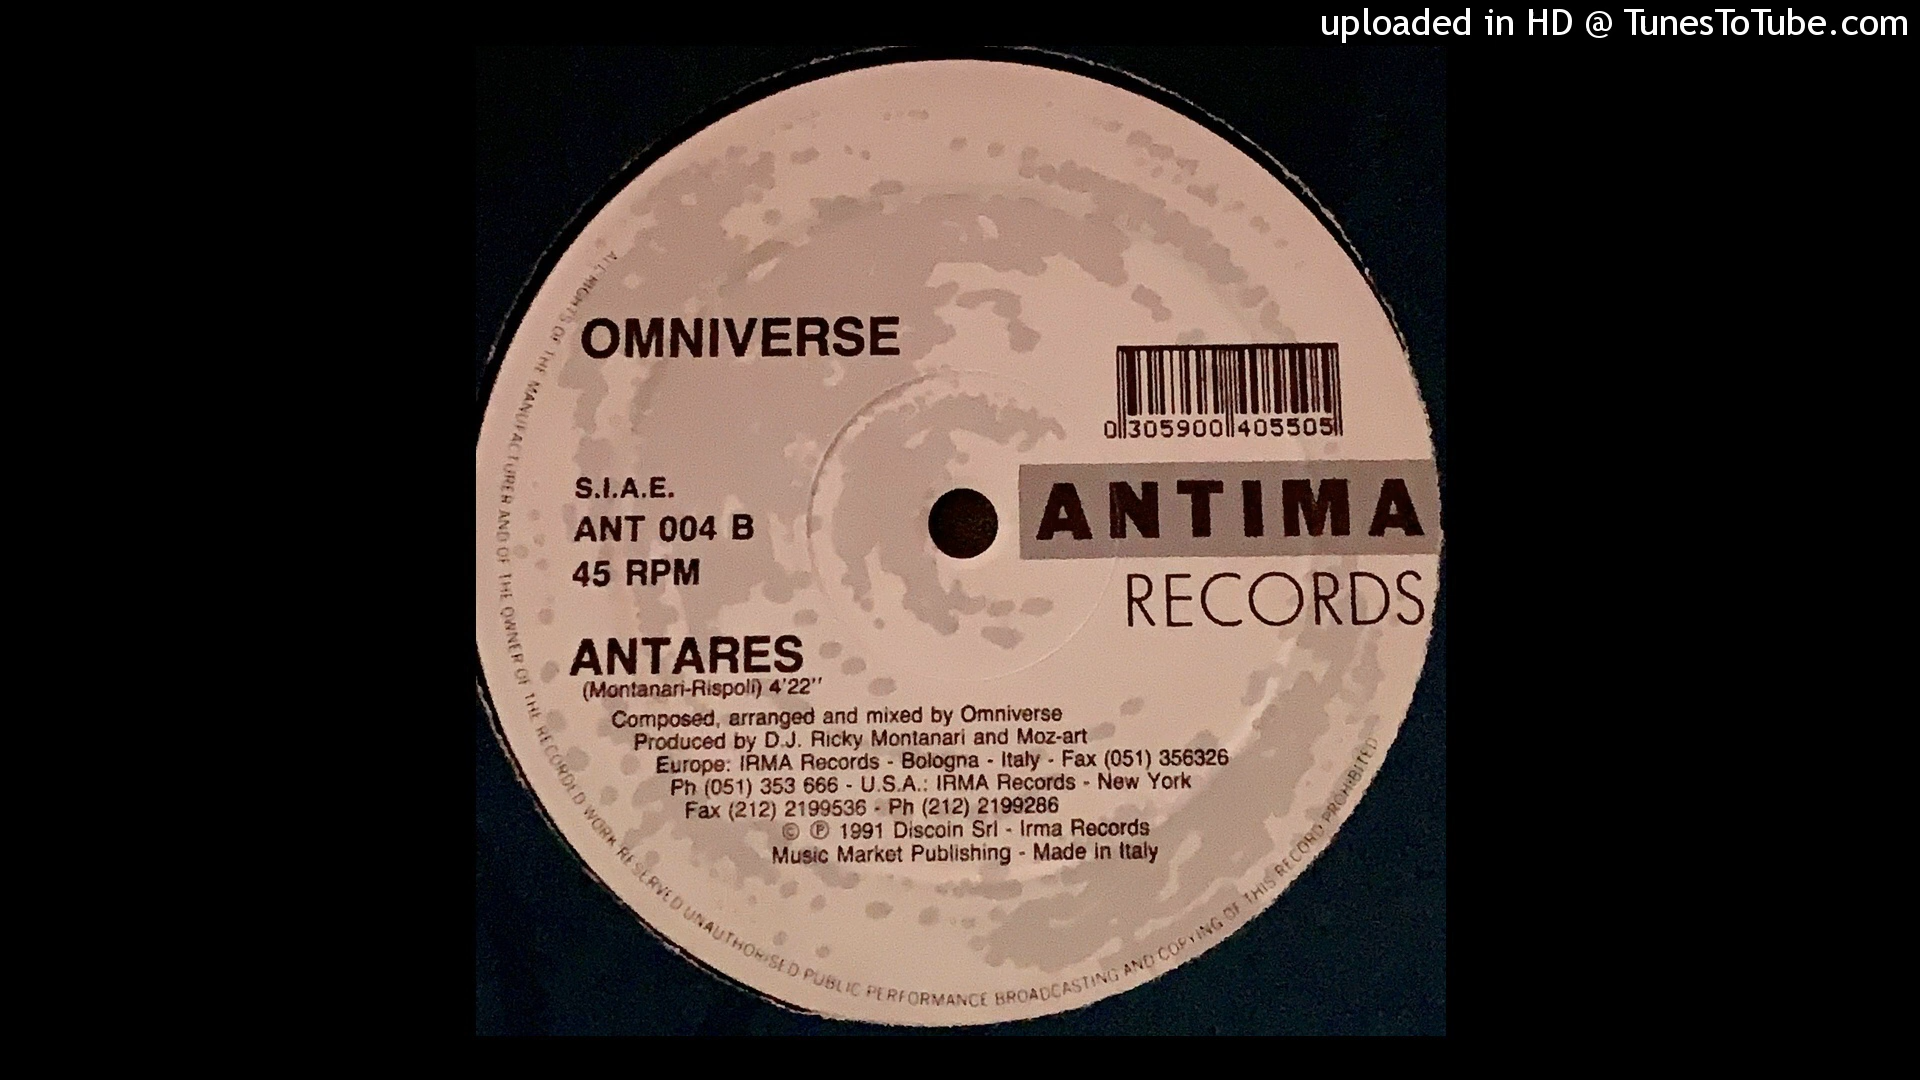 uploaded in HD @ TunesToTube.com
OMNIVERSE
0 305900 405505
S.I.A.E.
ANT 004 B
45 RPM
ANTIMA
RECORDS
ANTARES
(Montanari-Rispoli) 4'22''
Composed, arranged and mixed by Omniverse
Produced by D.J. Ricky Montanari and Moz-art
Europe: IRMA Records - Bologna - Italy - Fax (051) 356326
Ph (051) 353 666 - U.S.A.: IRMA Records - New York
Fax (212) 2199536 - Ph (212) 2199286
© ℗ 1991 Discoin Srl - Irma Records
Music Market Publishing - Made in Italy
ALL RIGHTS OF THE MANUFACTURER AND OF THE OWNER OF THE RECORDED WORK RESERVED UNAUTHORISED PUBLIC PERFORMANCE BROADCASTING AND COPYING OF THIS RECORD PROHIBITED